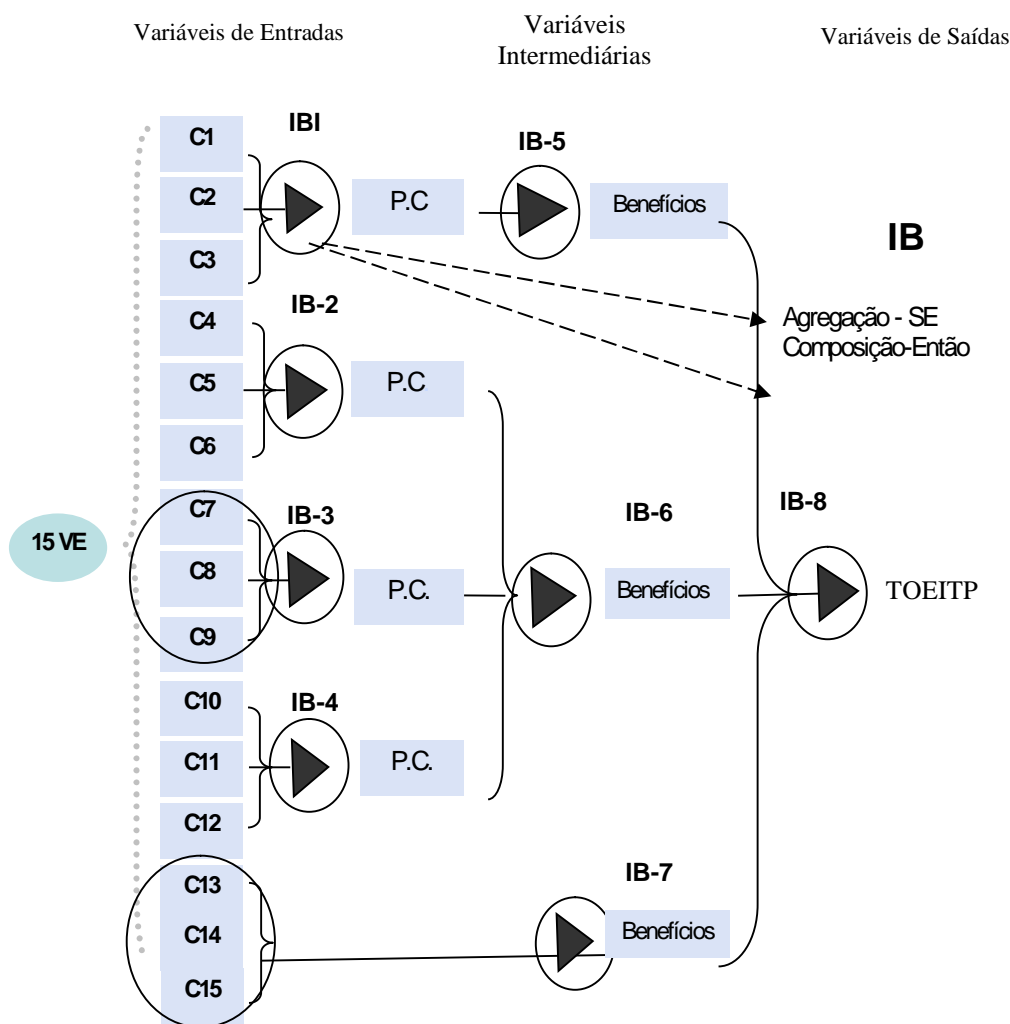 Variáveis de Entradas
Variáveis
Intermediárias
Variáveis de Saídas
C1
IBI
IB-5
C2
P.C
Benefícios
IB
C3
IB-2
C4
Agregação - SE
Composição-Então
C5
P.C
C6
C7
IB-3
IB-6
IB-8
15 VE
C8
P.C.
Benefícios
TOEITP
C9
C10
IB-4
C11
P.C.
C12
C13
IB-7
C14
Benefícios
C15